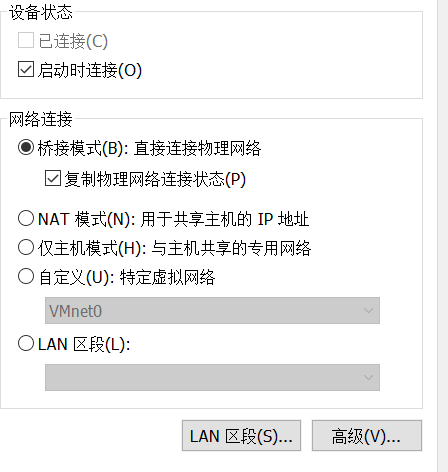 设备状态
已连接(C)
启动时连接(O)
网络连接
桥接模式(B): 直接连接物理网络
复制物理网络连接状态(P)
NAT 模式(N): 用于共享主机的 IP 地址
仅主机模式(H): 与主机共享的专用网络
自定义(U): 特定虚拟网络
VMnet0
LAN 区段(L):
LAN 区段(S)... 高级(V)...